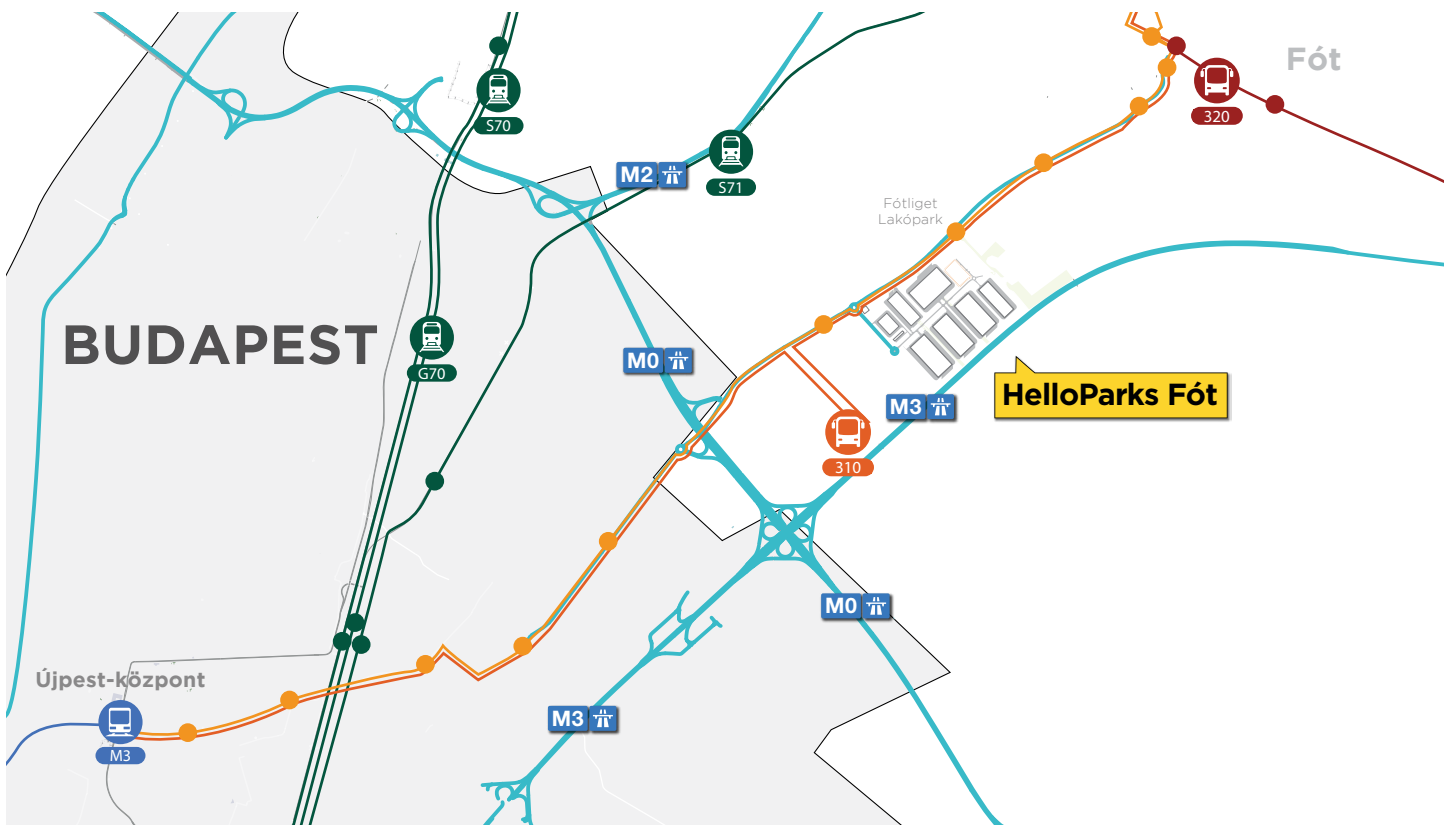 Fót
320
S70
M2
S71
Fótliget
Lakópark
BUDAPEST
G70
M0
HelloParks Fót
M3
310
M0
Újpest-központ
M3
M3